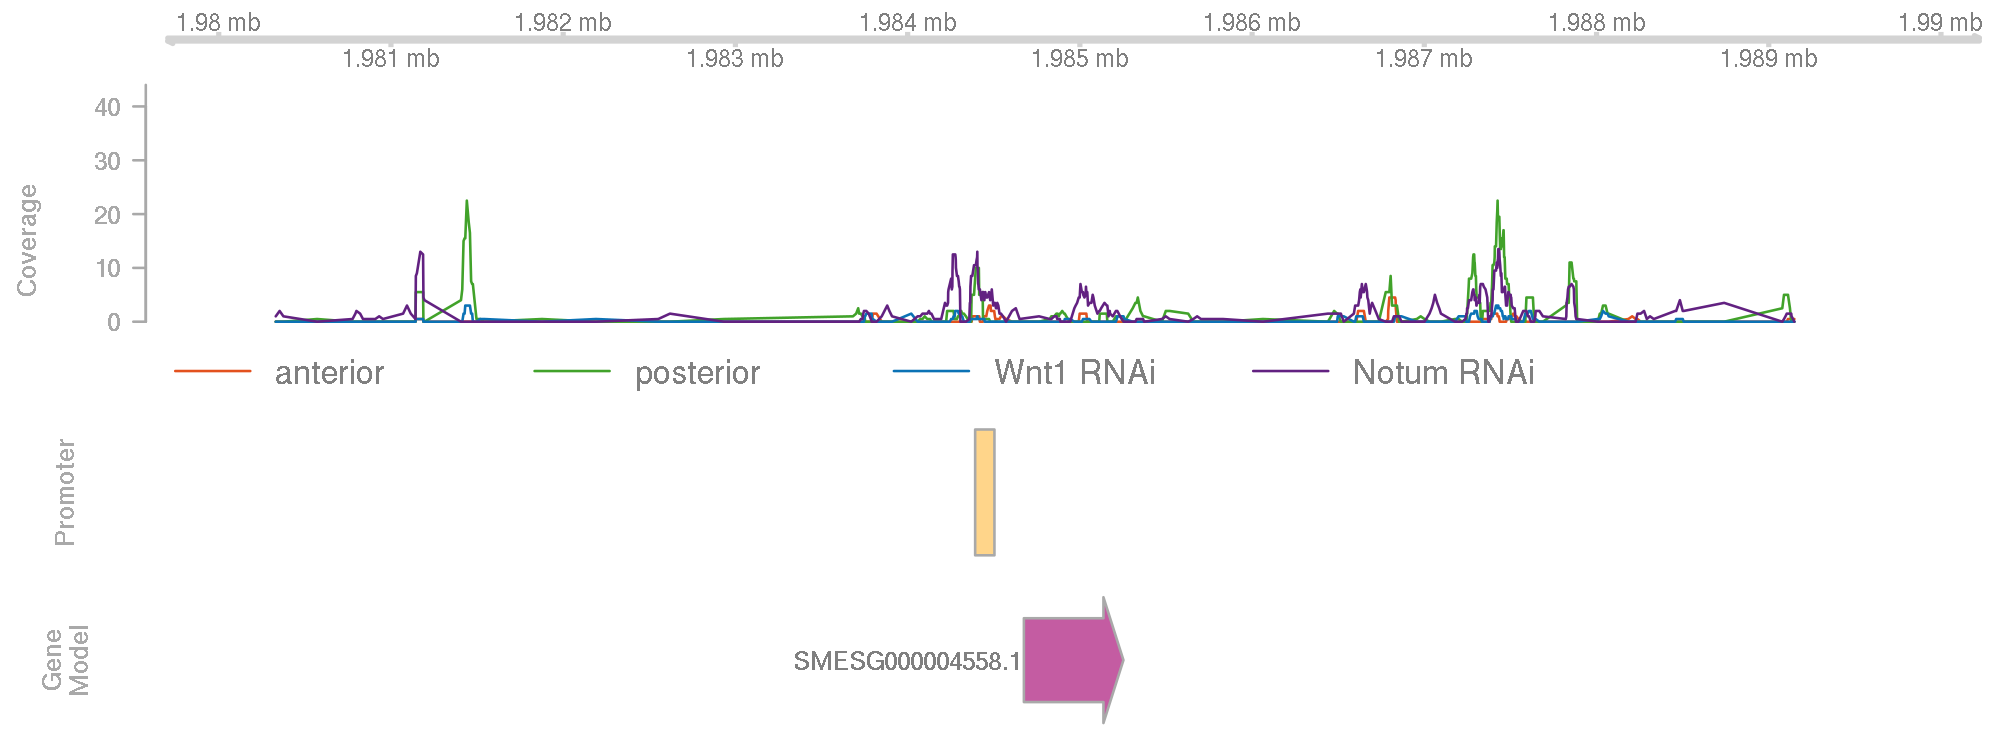 1.98 mb 1.982 mb 1.984 mb 1.986 mb 1.988 mb 1.99 mb
1.981 mb 1.983 mb 1.985 mb 1.987 mb 1.989 mb
Coverage
40
30
20
10
0
anterior posterior Wnt1 RNAi Notum RNAi
Promoter
Gene
Model
SMESG000004558.1